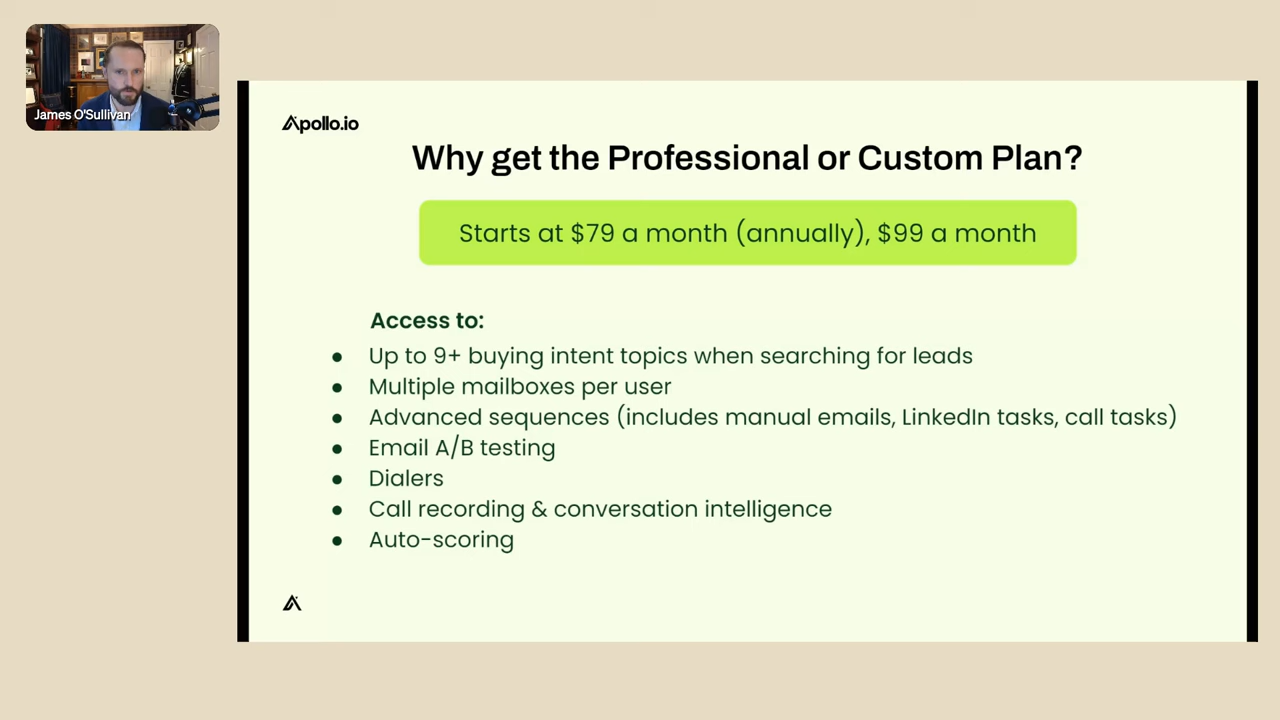 James O'Sullivan
Apollo.io
Why get the Professional or Custom Plan?
Starts at $79 a month (annually), $99 a month
Access to:
● Up to 9+ buying intent topics when searching for leads
● Multiple mailboxes per user
● Advanced sequences (includes manual emails, LinkedIn tasks, call tasks)
● Email A/B testing
● Dialers
● Call recording & conversation intelligence
● Auto-scoring